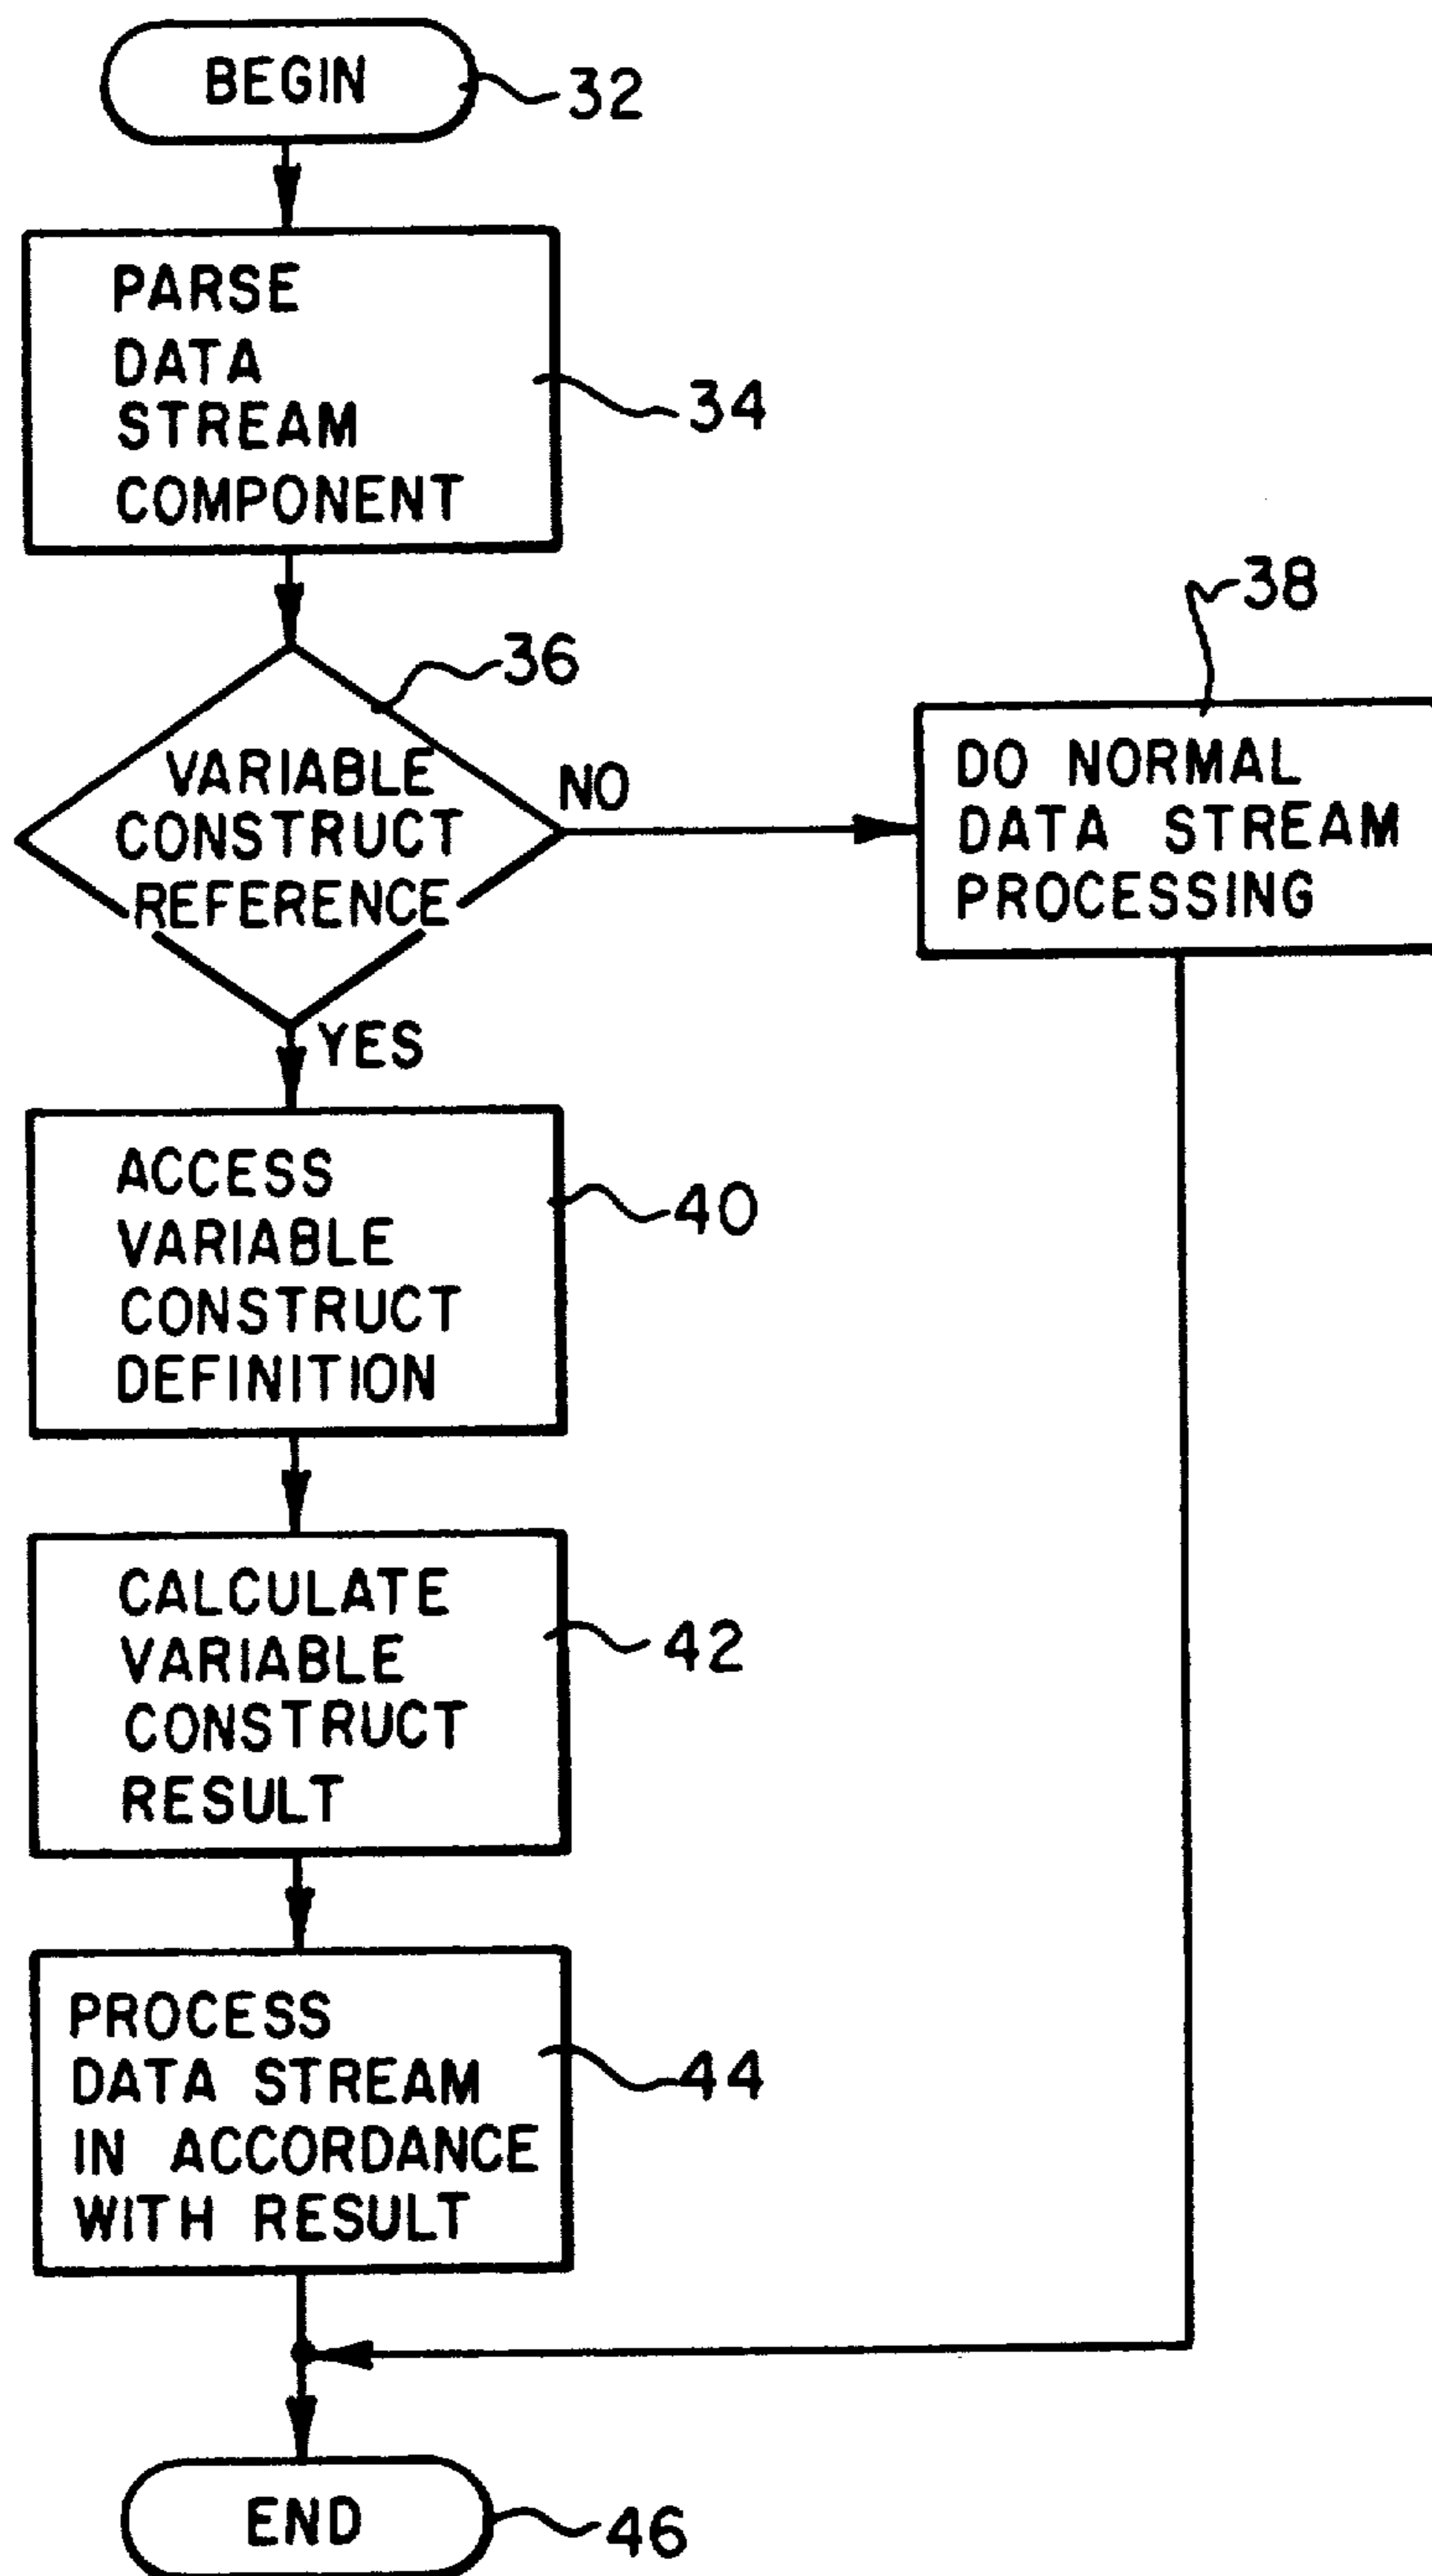 BEGIN
32
PARSE
DATA
STREAM
COMPONENT
34
36
VARIABLE
CONSTRUCT
REFERENCE
NO
38
DO NORMAL
DATA STREAM
PROCESSING
YES
ACCESS
VARIABLE
CONSTRUCT
DEFINITION
40
CALCULATE
VARIABLE
CONSTRUCT
RESULT
42
PROCESS
DATA STREAM
IN ACCORDANCE
WITH RESULT
44
END
46